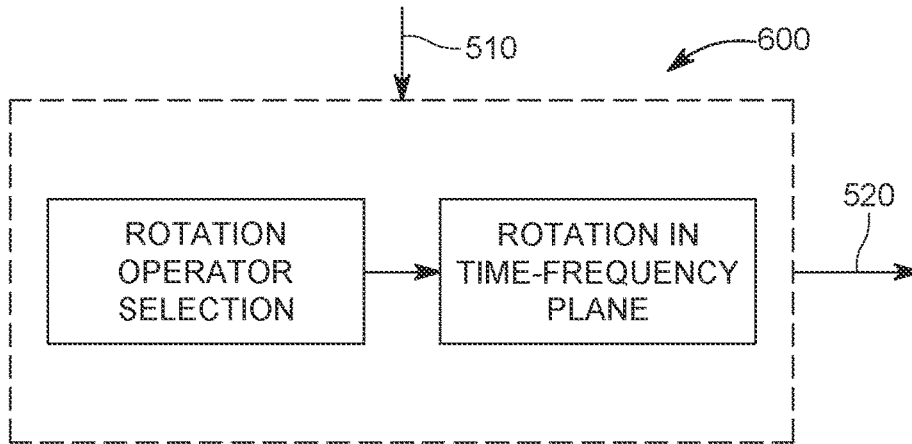 510
600
ROTATION
OPERATOR
SELECTION
ROTATION IN
TIME-FREQUENCY
PLANE
520